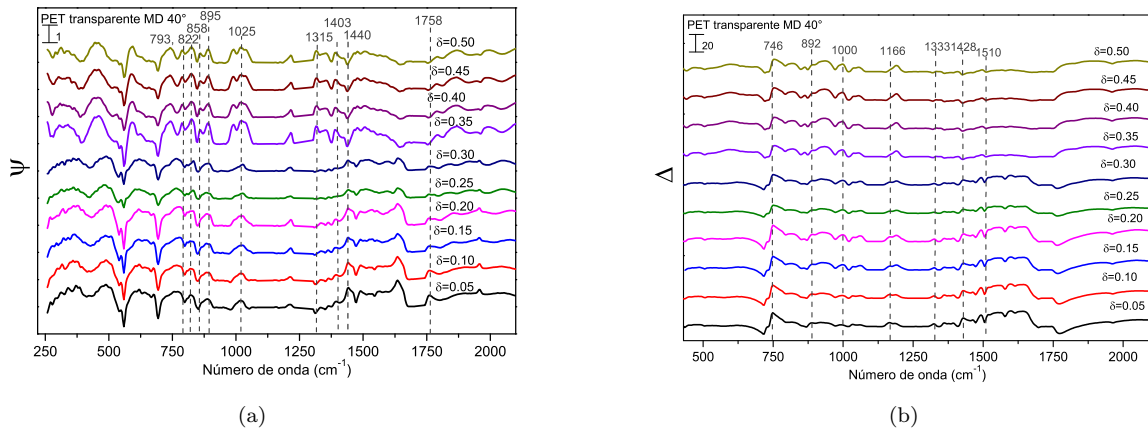 PET transparente MD 40°
1
793, 822
858
895
1025
1315
1403
1440
1758
δ=0.50
δ=0.45
δ=0.40
δ=0.35
δ=0.30
δ=0.25
δ=0.20
δ=0.15
δ=0.10
δ=0.05
Ψ
250 500 750 1000 1250 1500 1750 2000
Número de onda (cm⁻¹)
(a)
PET transparente MD 40°
20
746
892
1000
1166
1333
1428
1510
δ=0.50
δ=0.45
δ=0.40
δ=0.35
δ=0.30
δ=0.25
δ=0.20
δ=0.15
δ=0.10
δ=0.05
Δ
500 750 1000 1250 1500 1750 2000
Número de onda (cm⁻¹)
(b)